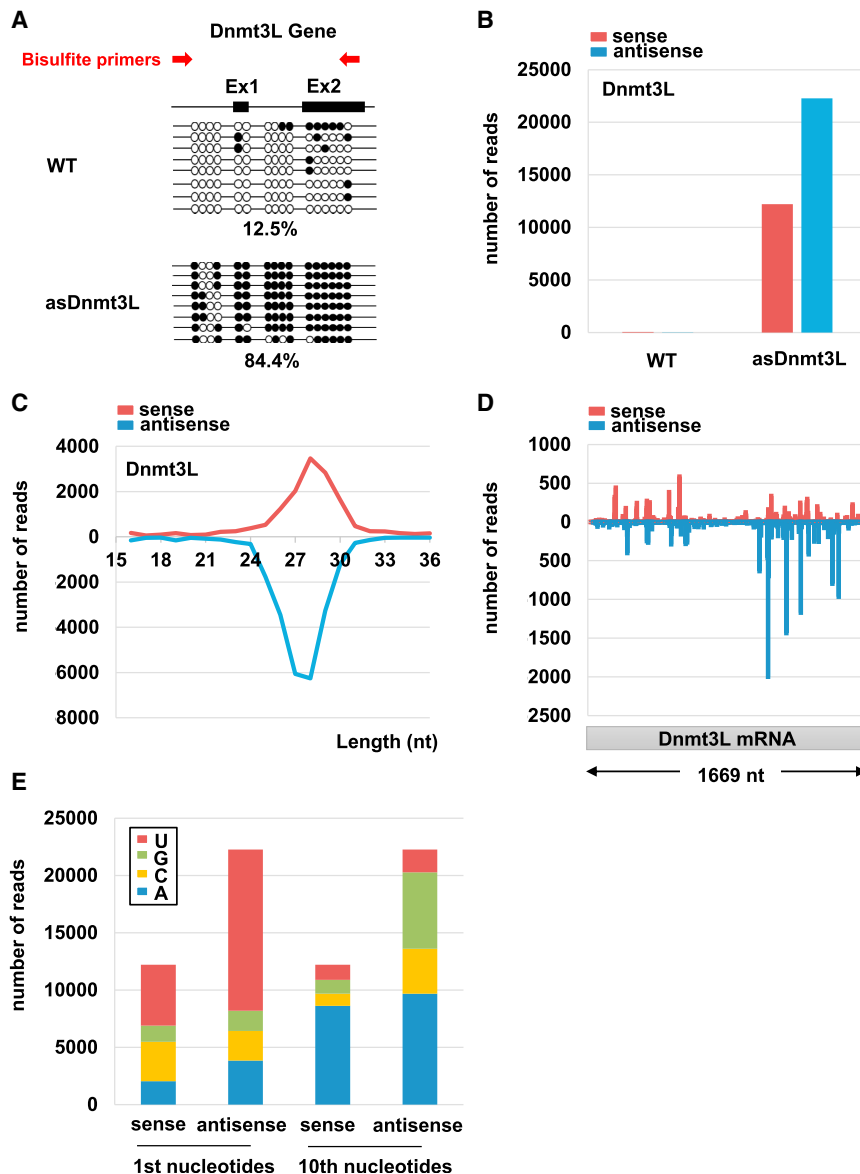 A
Dnmt3L Gene
Bisulfite primers
Ex1 Ex2
WT
12.5%
asDnmt3L
84.4%
B
sense
antisense
Dnmt3L
number of reads
25000
20000
15000
10000
5000
0
WT asDnmt3L
C
sense
antisense
Dnmt3L
number of reads
4000
2000
0
15 18 21 24 27 30 33 36
2000
4000
6000
8000
Length (nt)
D
sense
antisense
number of reads
1000
500
0
500
1000
1500
2000
2500
Dnmt3L mRNA
1669 nt
E
number of reads
25000
20000
15000
10000
5000
0
U
G
C
A
sense antisense sense antisense
1st nucleotides 10th nucleotides